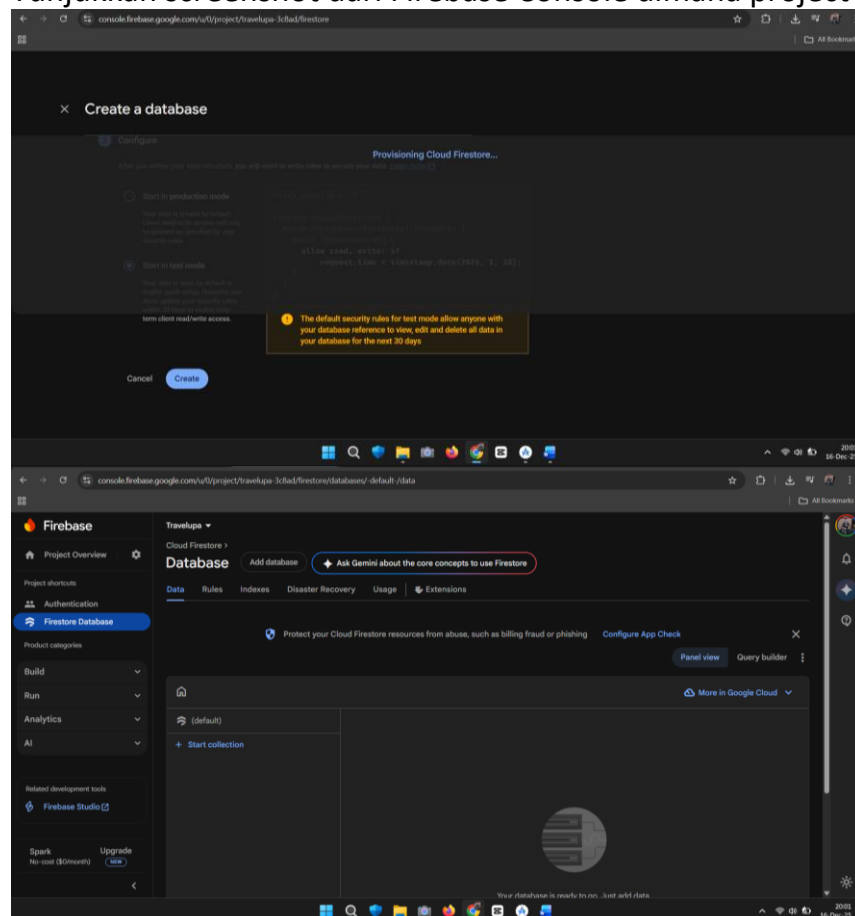 Tunjukkan screenshot dari Firebase Console dimana project
console.firebase.google.com/u/0/project/travelupa-3c8ad/firestore
All Bookmark
Create a database
Configure
Provisioning Cloud Firestore...
Start in production mode
allow read, write: if
request.time < timestamp.date(2026, 1, 
Start in test mode
term client read/write access.
The default security rules for test mode allow anyone with
your database reference to view, edit and delete all data in
your database for the next 30 days
Cancel
Create
16-Dec-2
console.firebase.google.com/u/0/project/travelupa-3c8ad/firestore/databases/-default-/data
All Bookmarks
Firebase
Travelupa
Cloud Firestore >
Project Overview
Database
Add database
Ask Gemini about the core concepts to use Firestore
Project shortcuts
Data
Rules
Indexes
Disaster Recovery
Usage
Extensions
Authentication
Firestore Database
Protect your Cloud Firestore resources from abuse, such as billing fraud or phishing
Configure App Check
Product categories
Panel view
Query builder
Build
Run
More in Google Cloud
Analytics
(default)
AI
+ Start collection
Related development tools
Firebase Studio
Spark
No-cost ($0/month)
Upgrade
NEW
Your database is ready to go. Just add data.
20:01
16-Dec-25